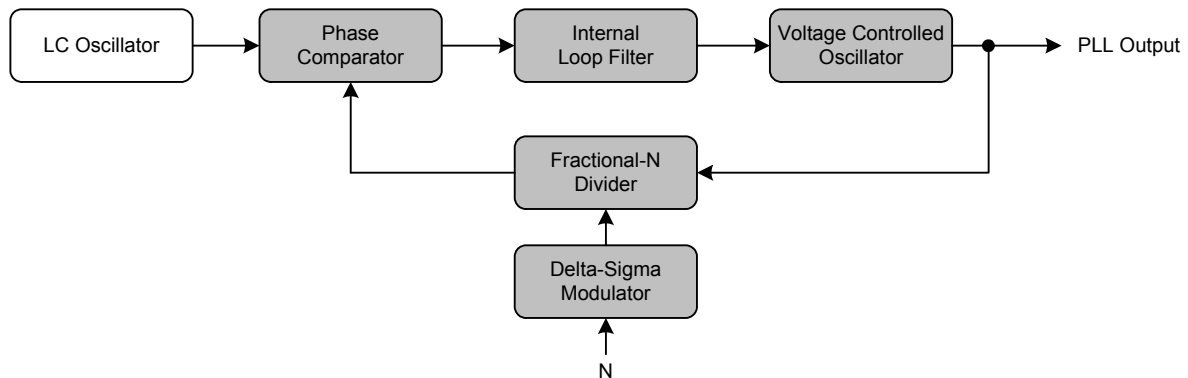 LC Oscillator
Phase
Comparator
Internal
Loop Filter
Voltage Controlled
Oscillator
PLL Output
Fractional-N
Divider
Delta-Sigma
Modulator
N